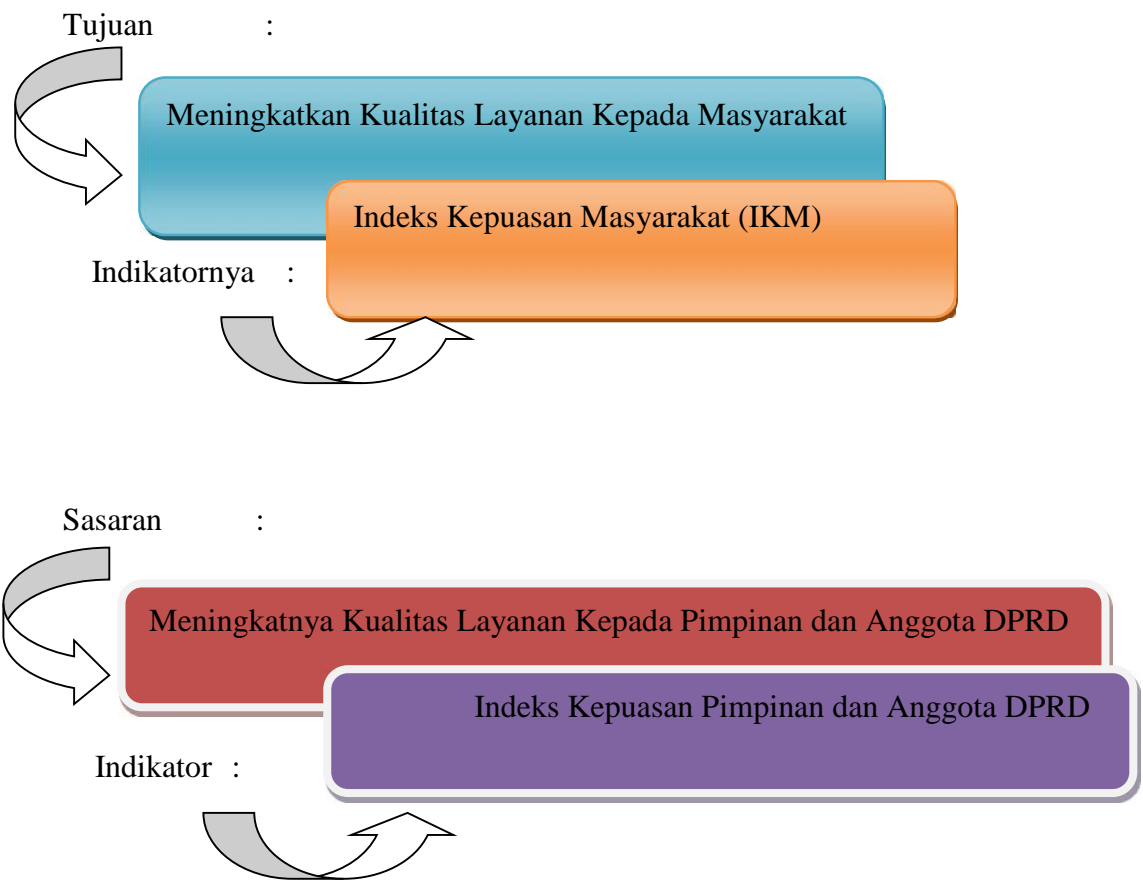 Tujuan :
Meningkatkan Kualitas Layanan Kepada Masyarakat
Indeks Kepuasan Masyarakat (IKM)
Indikatornya :
Sasaran :
Meningkatnya Kualitas Layanan Kepada Pimpinan dan Anggota DPRD
Indeks Kepuasan Pimpinan dan Anggota DPRD
Indikator :